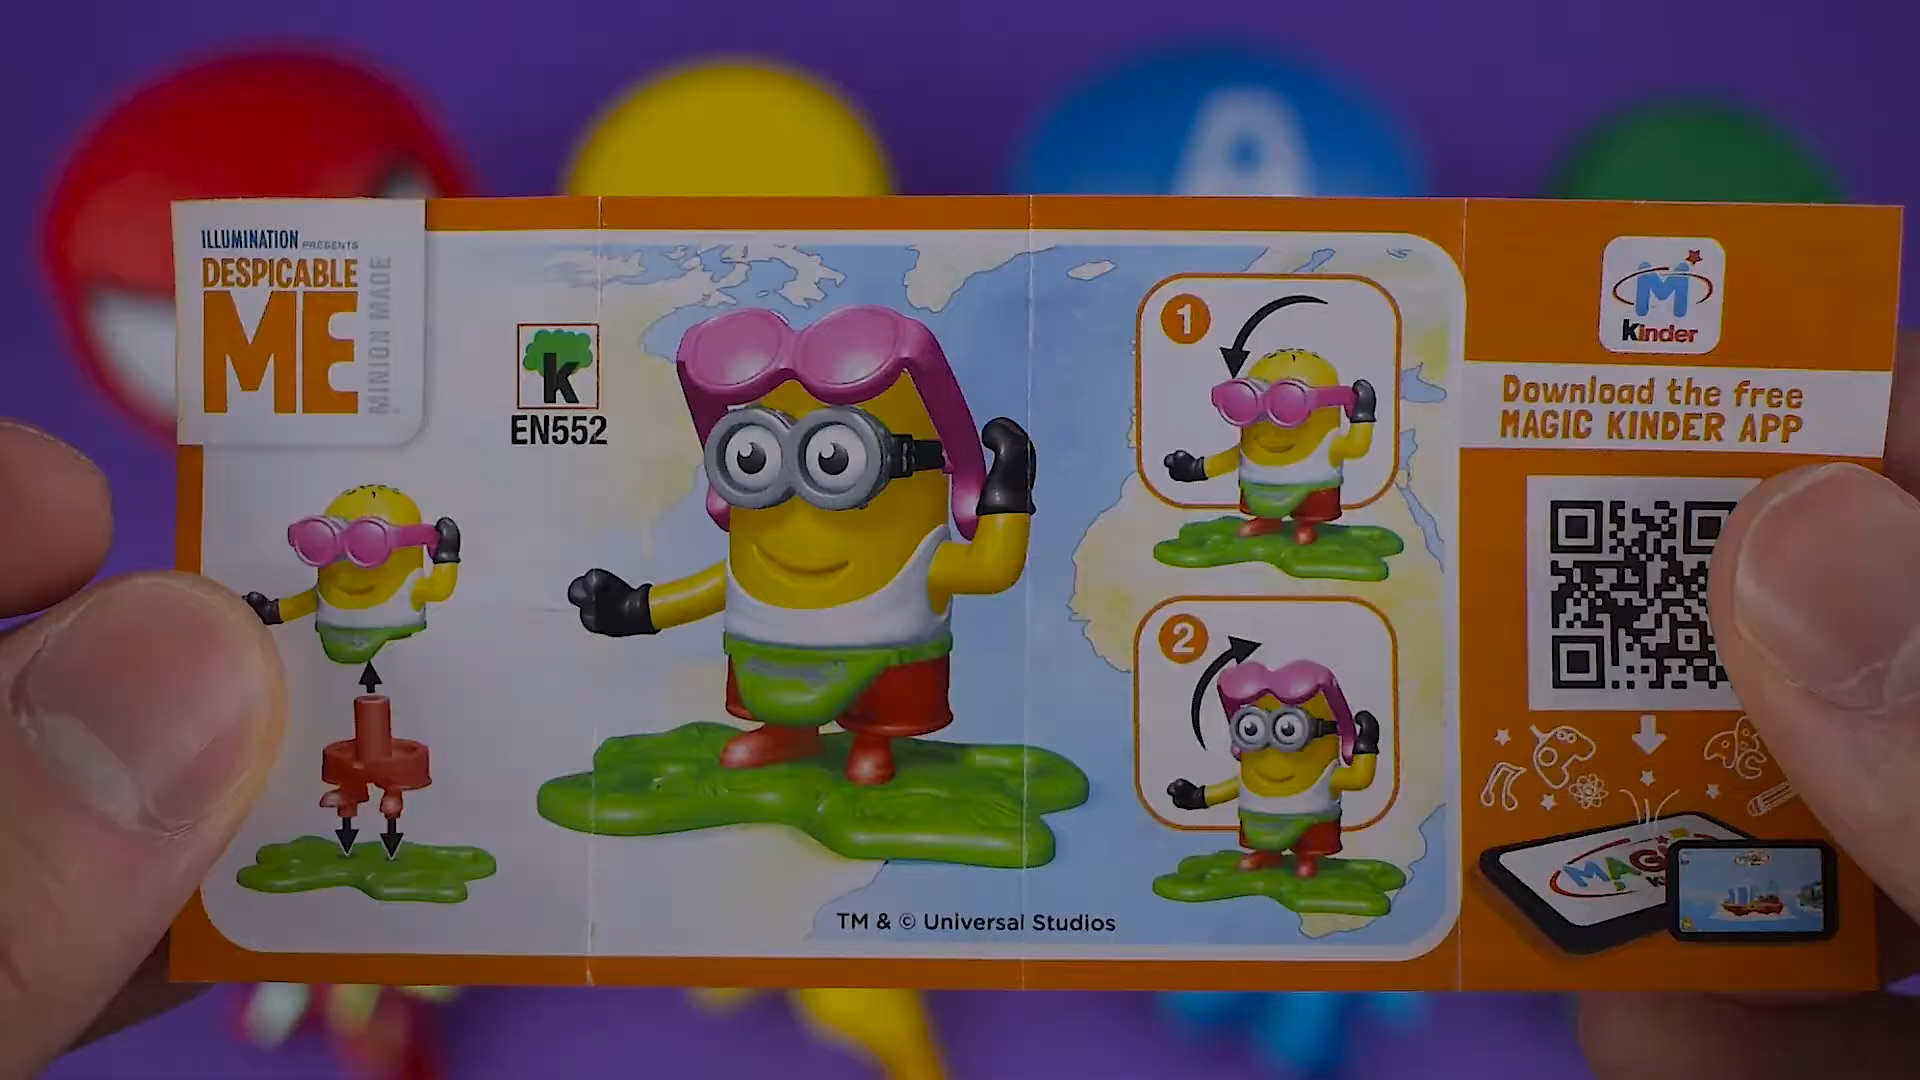 ILLUMINATION PRESENTS
DESPICABLE
ME
MINION MADE
k
EN552
1
2
TM & © Universal Studios
M
Kinder
Download the free
MAGIC KINDER APP